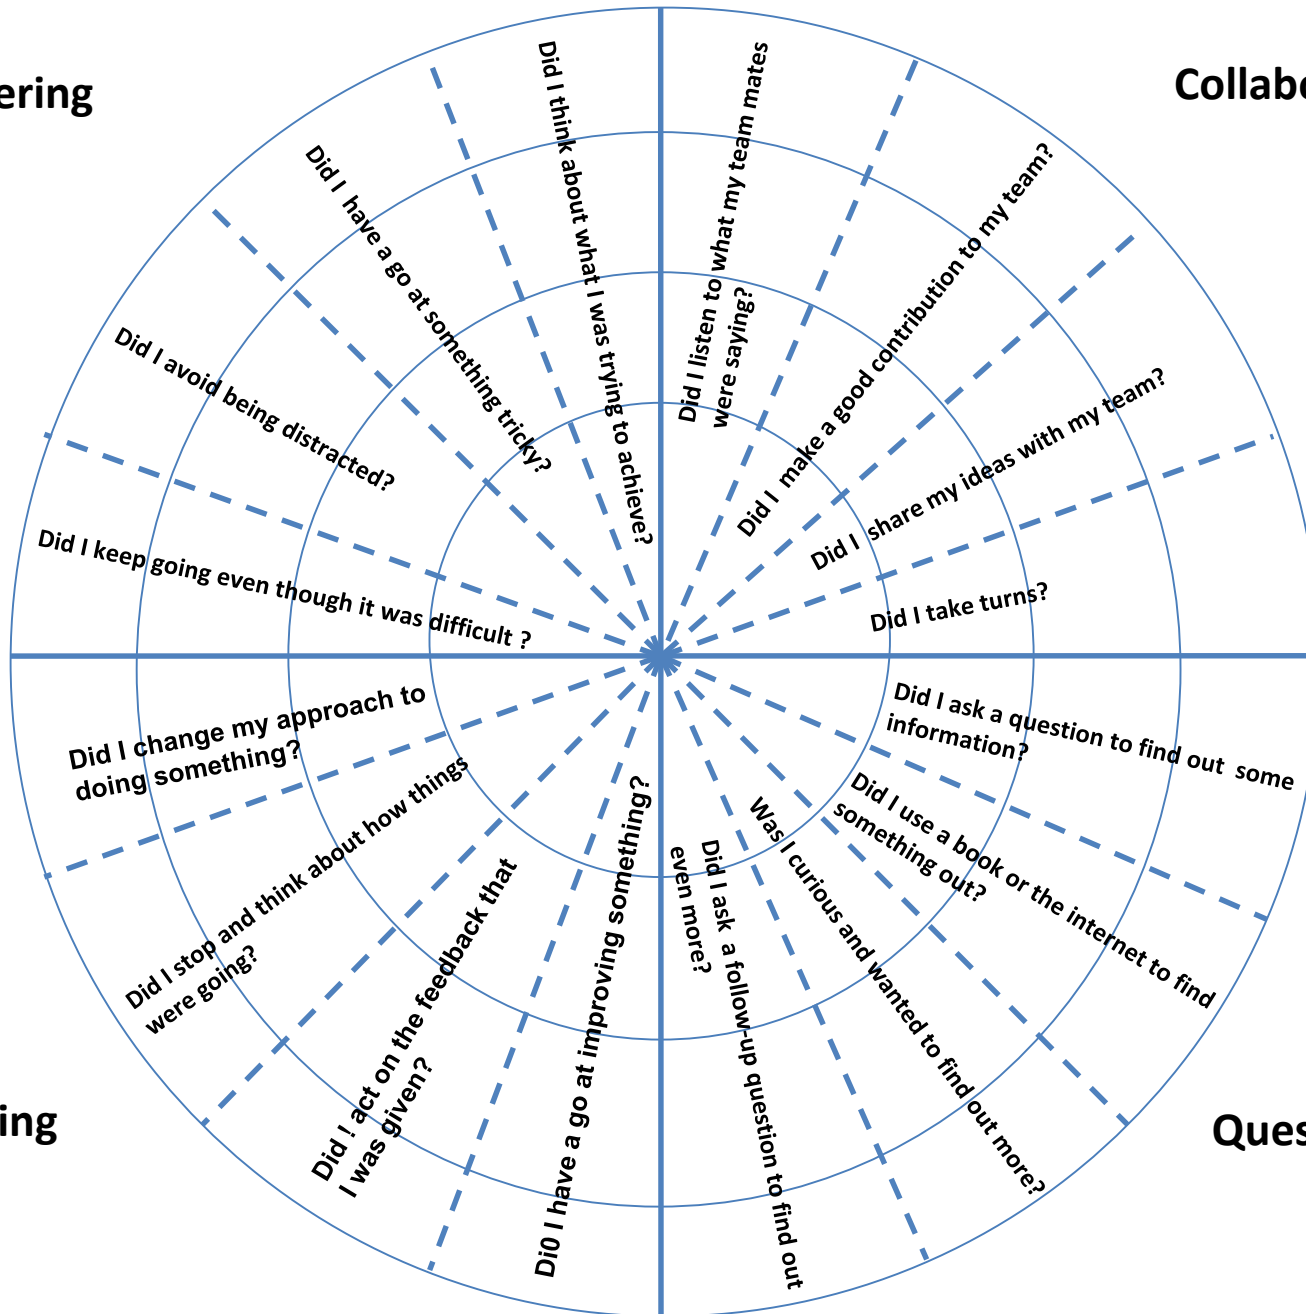 ering
Collabo
Did I think about what I was trying to achieve?
Did I listen to what my team mates
were saying?
Did I  have a go at something tricky?
Did I  make a good contribution to my team?
Did I avoid being distracted?
Did I  share my ideas with my team?
Did I keep going even though it was difficult ?
Did I take turns?
Did I change my approach to
doing something?
Did I ask a question to find out  some
information?
Did I stop and think about how things
were going?
Did I use a book or the internet to find
something out?
Did ! act on the feedback that
I was given?
Was I curious and wanted to find out more?
Di0 I have a go at improving something?
Did I ask  a follow-up question to find out
even more?
ing
Ques